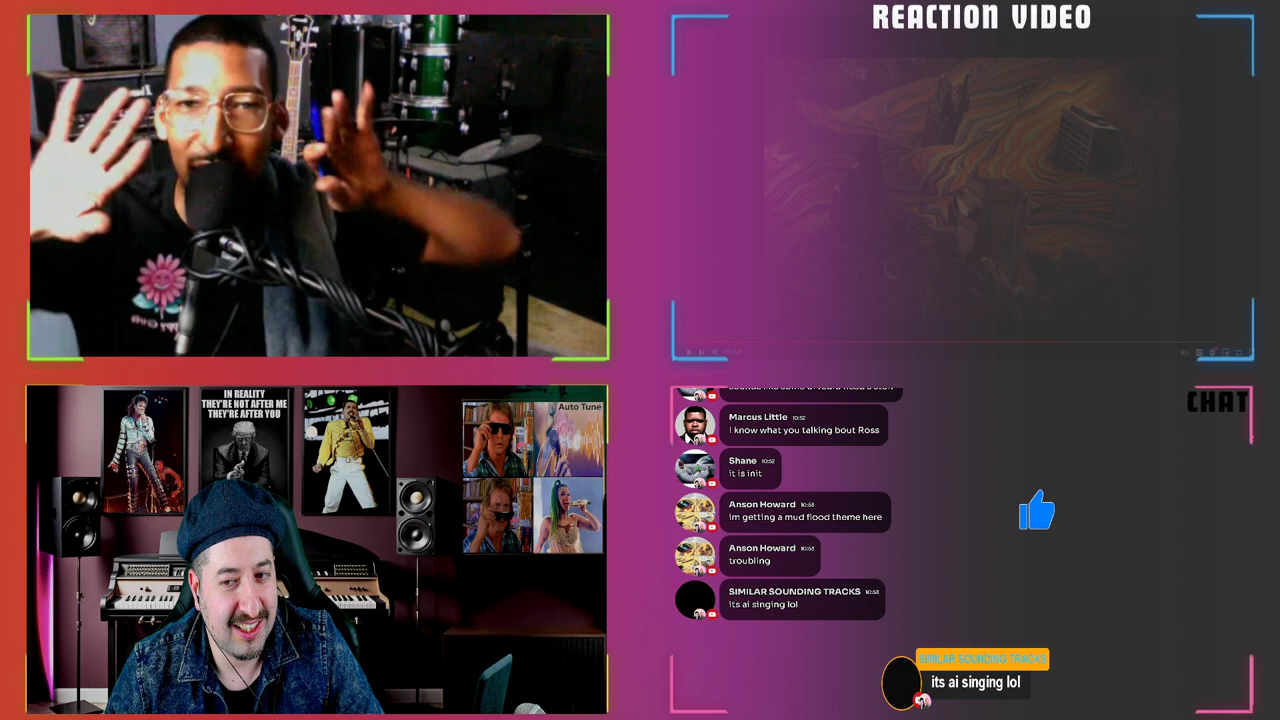 REACTION VIDEO
IN REALITY
THEY'RE NOT AFTER ME
THEY'RE AFTER YOU
Auto Tune
CHAT
Marcus Little 10:52
I know what you talking bout Ross
Shane 10:52
it is init
Anson Howard 10:53
im getting a mud flood theme here
Anson Howard 10:53
troubling
SIMILAR SOUNDING TRACKS 10:53
its ai singing lol
SIMILAR SOUNDING TRACKS
its ai singing lol